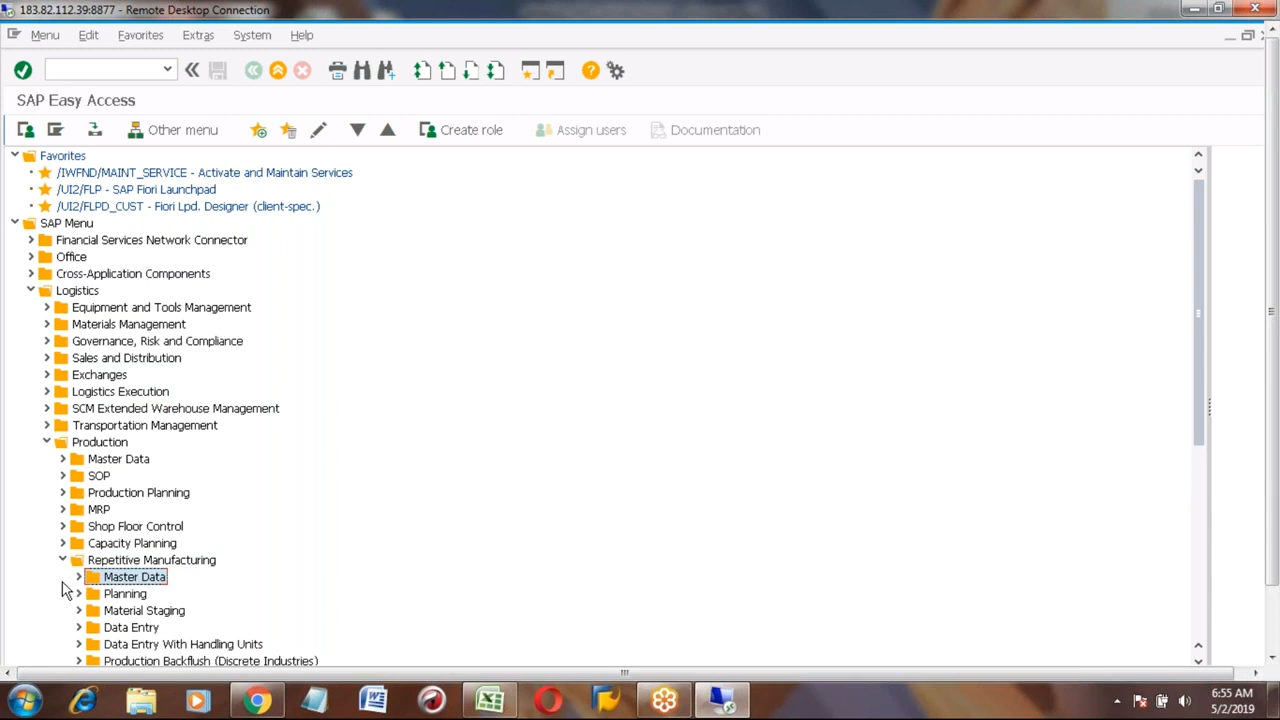 183.82.112.39:8877 - Remote Desktop Connection
Menu Edit Favorites Extras System Help
SAP Easy Access
Other menu Create role Assign users Documentation
Favorites
/IWFND/MAINT_SERVICE - Activate and Maintain Services
/UI2/FLP - SAP Fiori Launchpad
/UI2/FLPD_CUST - Fiori Lpd. Designer (client-spec.)
SAP Menu
Financial Services Network Connector
Office
Cross-Application Components
Logistics
Equipment and Tools Management
Materials Management
Governance, Risk and Compliance
Sales and Distribution
Exchanges
Logistics Execution
SCM Extended Warehouse Management
Transportation Management
Production
Master Data
SOP
Production Planning
MRP
Shop Floor Control
Capacity Planning
Repetitive Manufacturing
Master Data
Planning
Material Staging
Data Entry
Data Entry With Handling Units
Production Backflush (Discrete Industries)
6:55 AM
5/2/2019